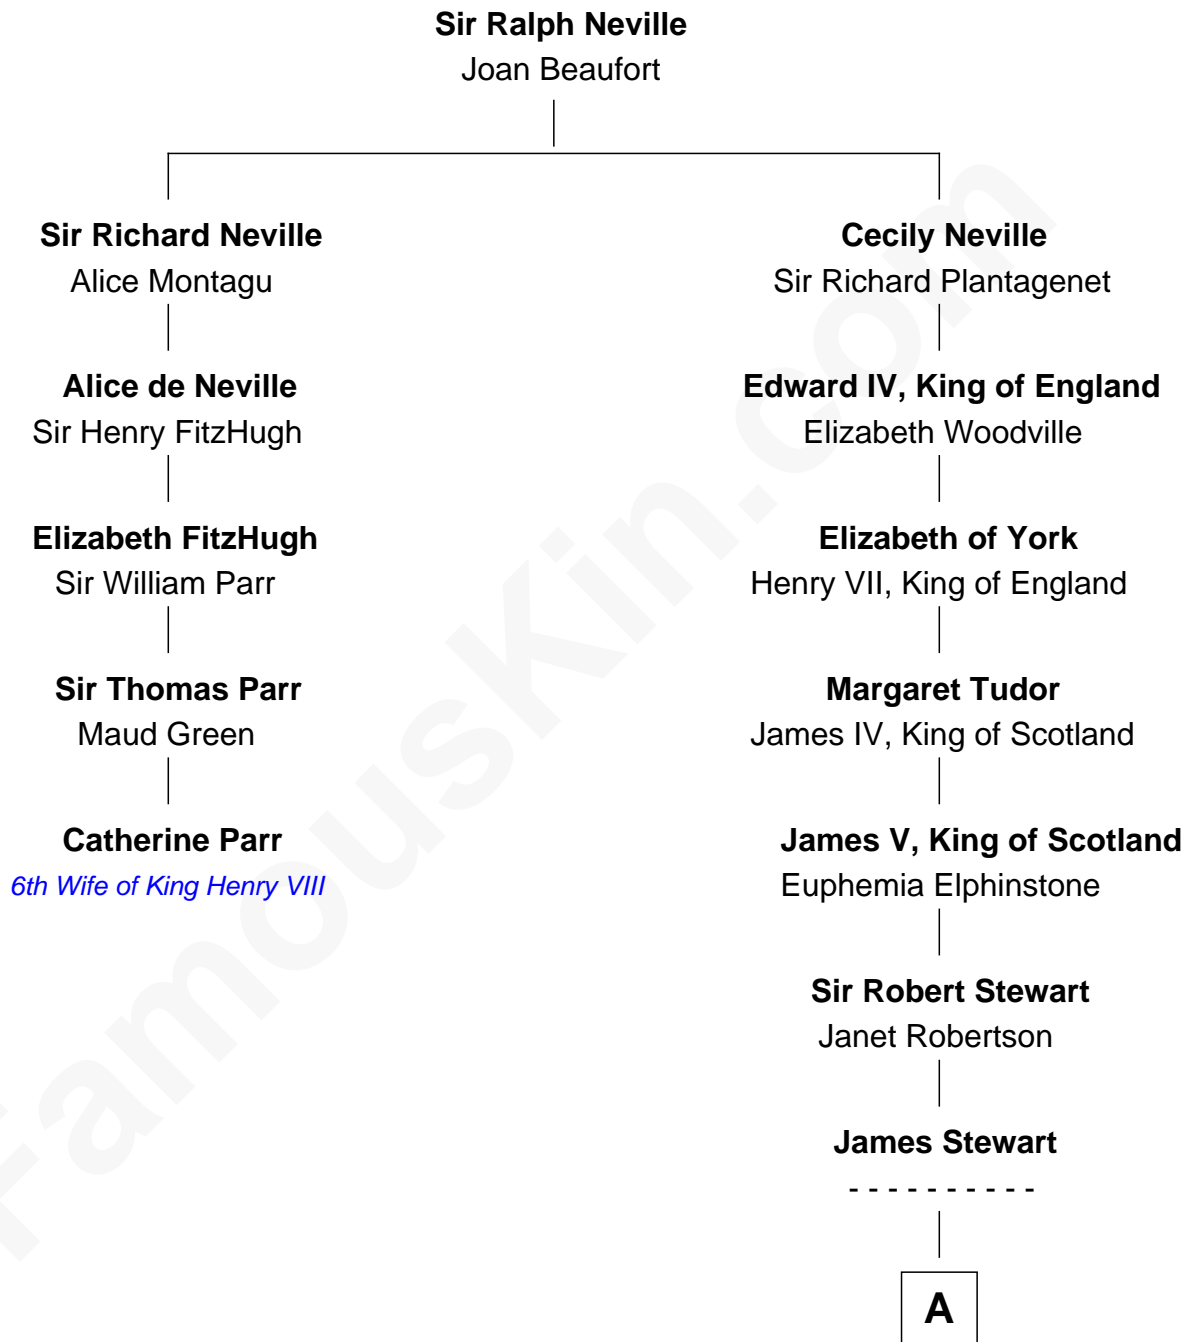 Sir Ralph Neville
Joan Beaufort
Sir Richard Neville
Alice Montagu
Cecily Neville
Sir Richard Plantagenet
Alice de Neville
Sir Henry FitzHugh
Edward IV, King of England
Elizabeth Woodville
Elizabeth FitzHugh
Sir William Parr
Elizabeth of York
Henry VII, King of England
Sir Thomas Parr
Maud Green
Margaret Tudor
James IV, King of Scotland
Catherine Parr
6th Wife of King Henry VIII
James V, King of Scotland
Euphemia Elphinstone
Sir Robert Stewart
Janet Robertson
James Stewart
- - - - - - - - - -
A
FamousKin.com